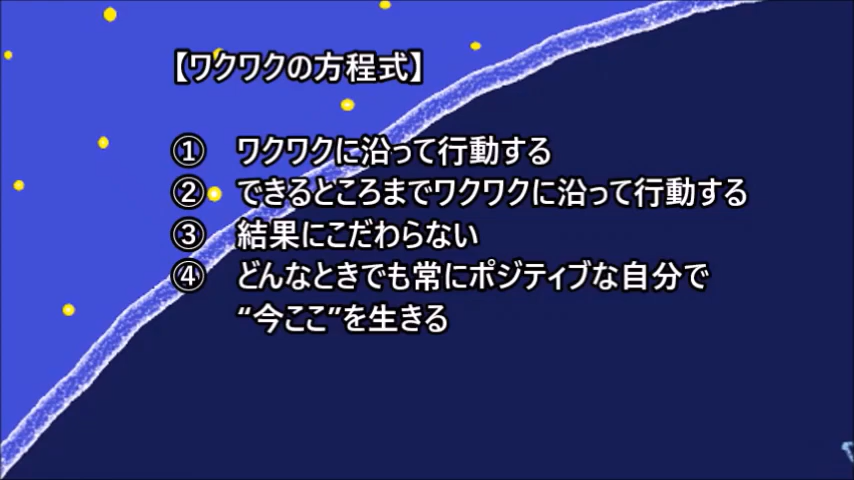 【ワクワクの方程式】
① ワクワクに沿って行動する
② できるところまでワクワクに沿って行動する
③ 結果にこだわらない
④ どんなときでも常にポジティブな自分で
“今ここ”を生きる